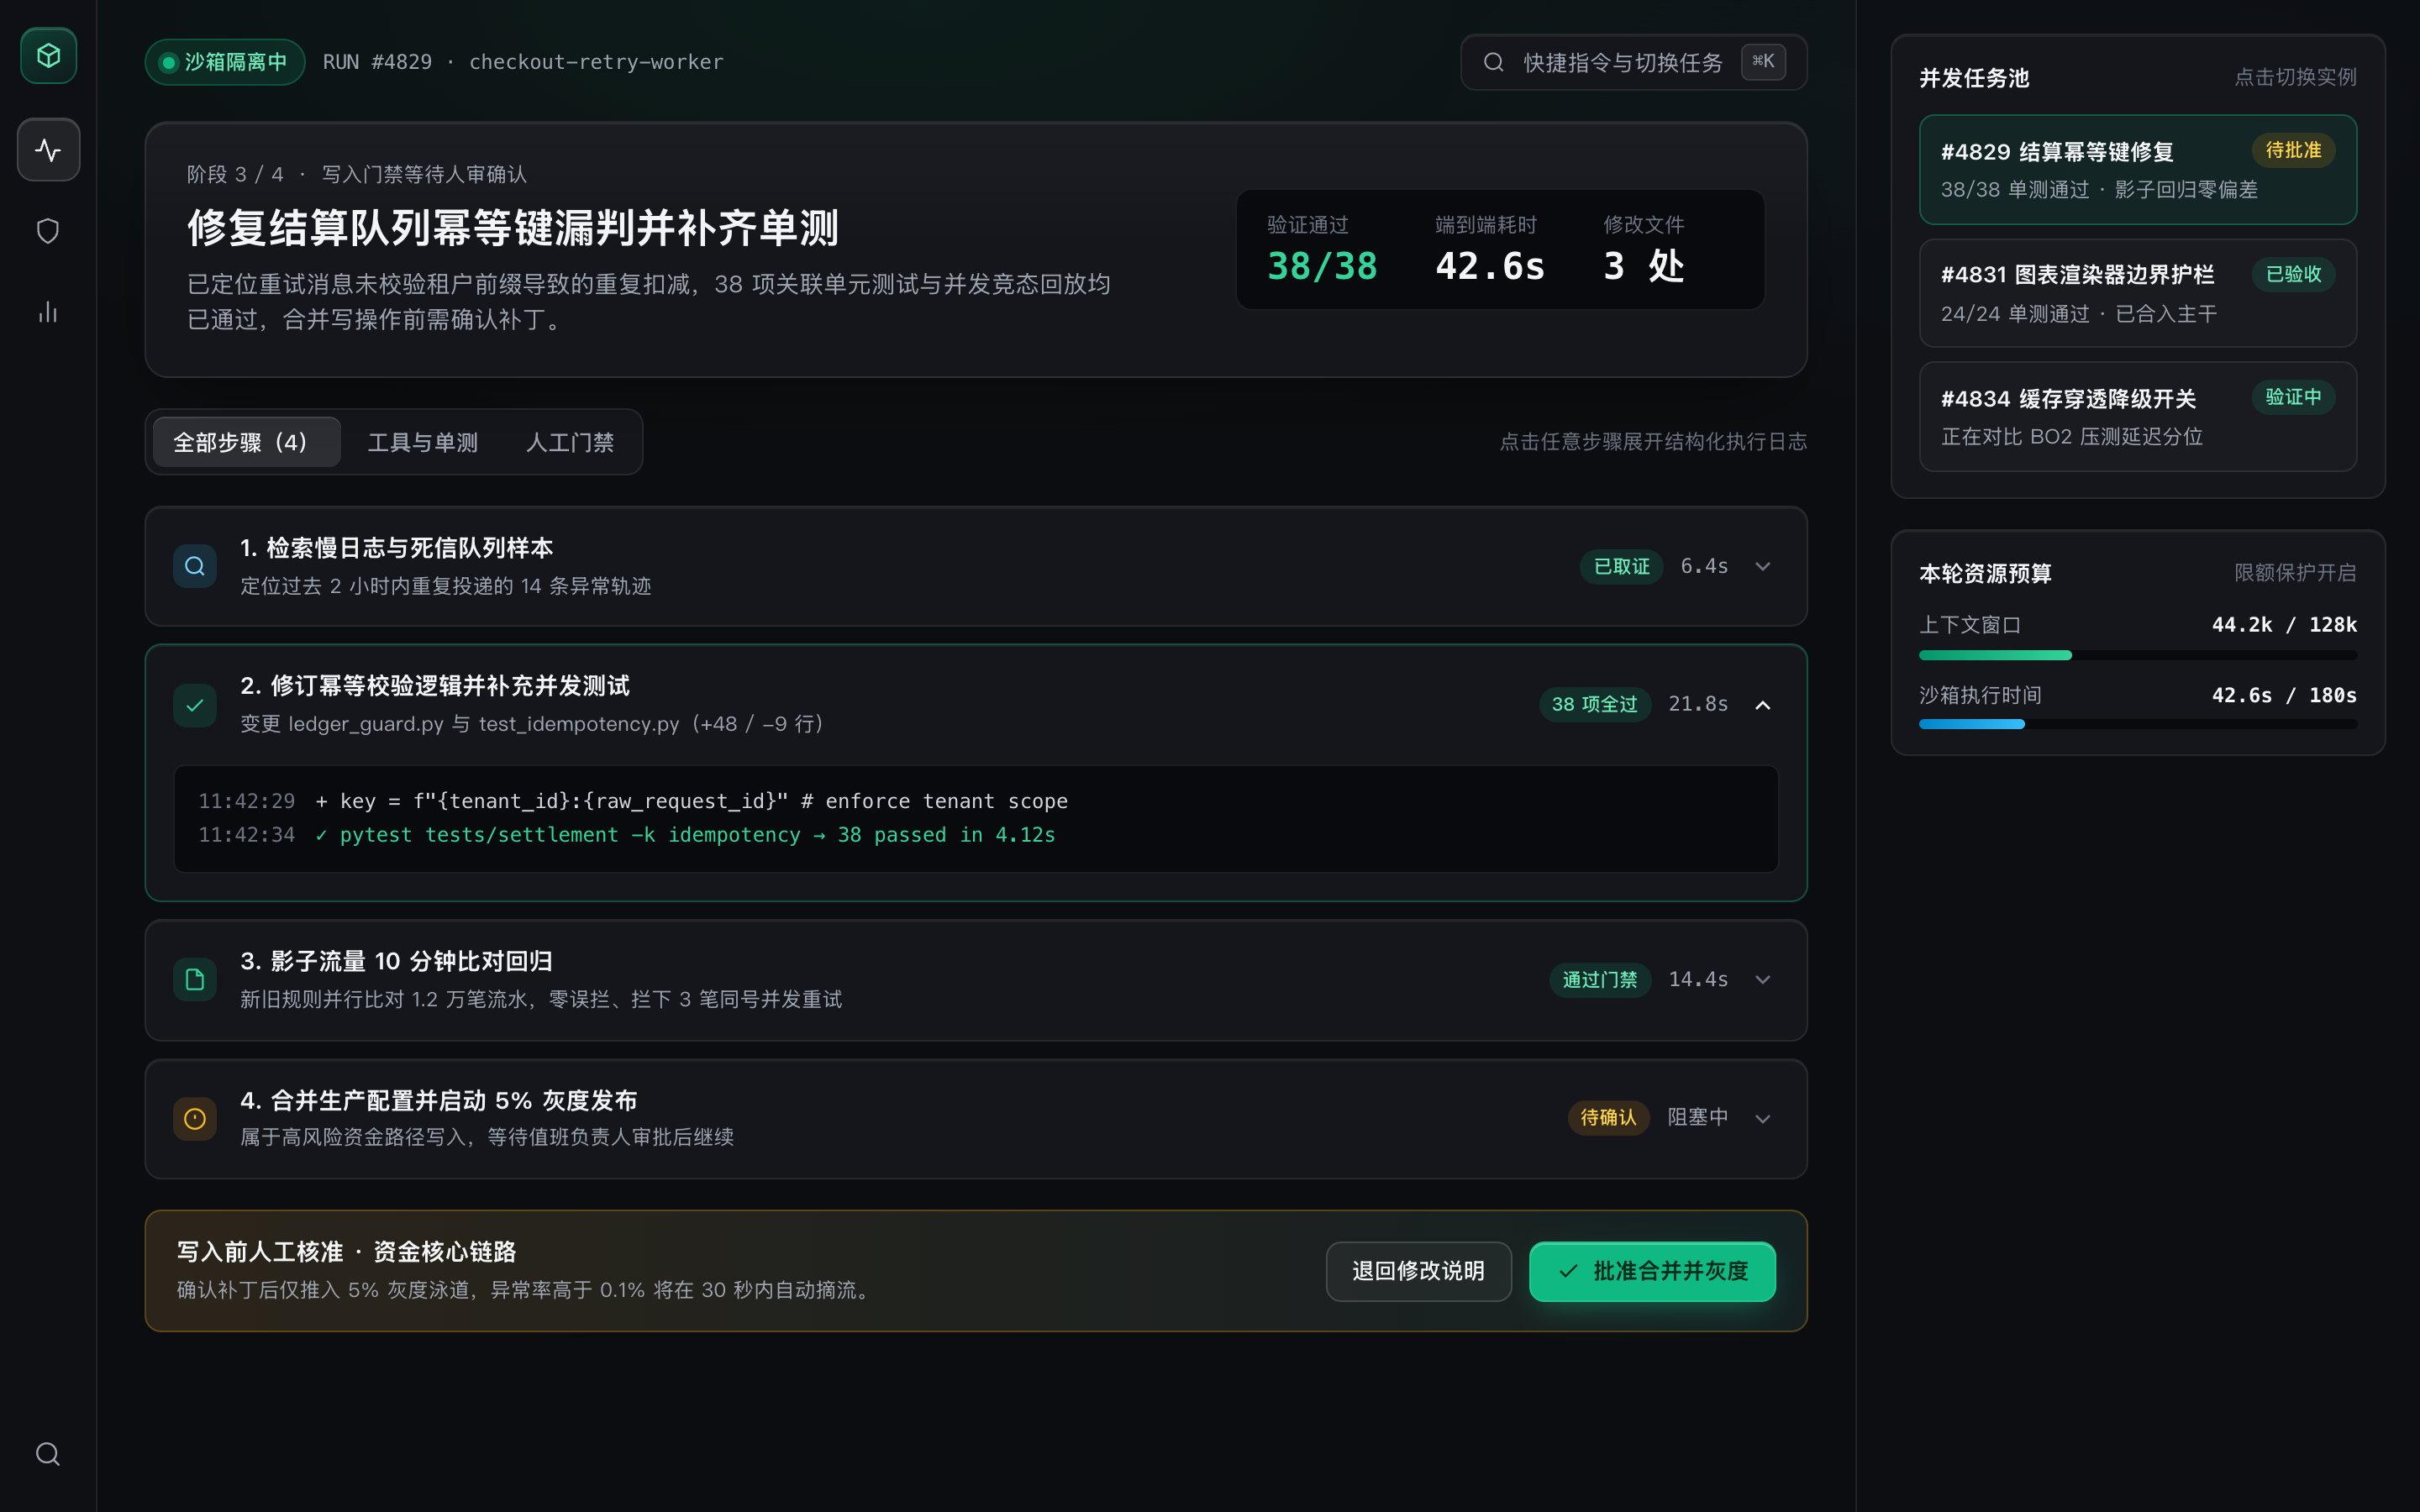 沙箱隔离中
RUN #4829 · checkout-retry-worker
快捷指令与切换任务 ⌘K
阶段 3 / 4 · 写入门禁等待人审确认
修复结算队列幂等键漏判并补齐单测
已定位重试消息未校验租户前缀导致的重复扣减，38 项关联单元测试与并发竞态回放均
已通过，合并写操作前需确认补丁。
验证通过
38/38
端到端耗时
42.6s
修改文件
3 处
全部步骤（4）
工具与单测
人工门禁
点击任意步骤展开结构化执行日志
1. 检索慢日志与死信队列样本
定位过去 2 小时内重复投递的 14 条异常轨迹
已取证
6.4s
2. 修订幂等校验逻辑并补充并发测试
变更 ledger_guard.py 与 test_idempotency.py（+48 / −9 行）
38 项全过
21.8s
11:42:29 + key = f"{tenant_id}:{raw_request_id}" # enforce tenant scope
11:42:34 ✓ pytest tests/settlement -k idempotency → 38 passed in 4.12s
3. 影子流量 10 分钟比对回归
新旧规则并行比对 1.2 万笔流水，零误拦、拦下 3 笔同号并发重试
通过门禁
14.4s
4. 合并生产配置并启动 5% 灰度发布
属于高风险资金路径写入，等待值班负责人审批后继续
待确认
阻塞中
写入前人工核准 · 资金核心链路
确认补丁后仅推入 5% 灰度泳道，异常率高于 0.1% 将在 30 秒内自动摘流。
退回修改说明
批准合并并灰度
并发任务池
点击切换实例
#4829 结算幂等键修复
待批准
38/38 单测通过 · 影子回归零偏差
#4831 图表渲染器边界护栏
已验收
24/24 单测通过 · 已合入主干
#4834 缓存穿透降级开关
验证中
正在对比 BO2 压测延迟分位
本轮资源预算
限额保护开启
上下文窗口
44.2k / 128k
沙箱执行时间
42.6s / 180s